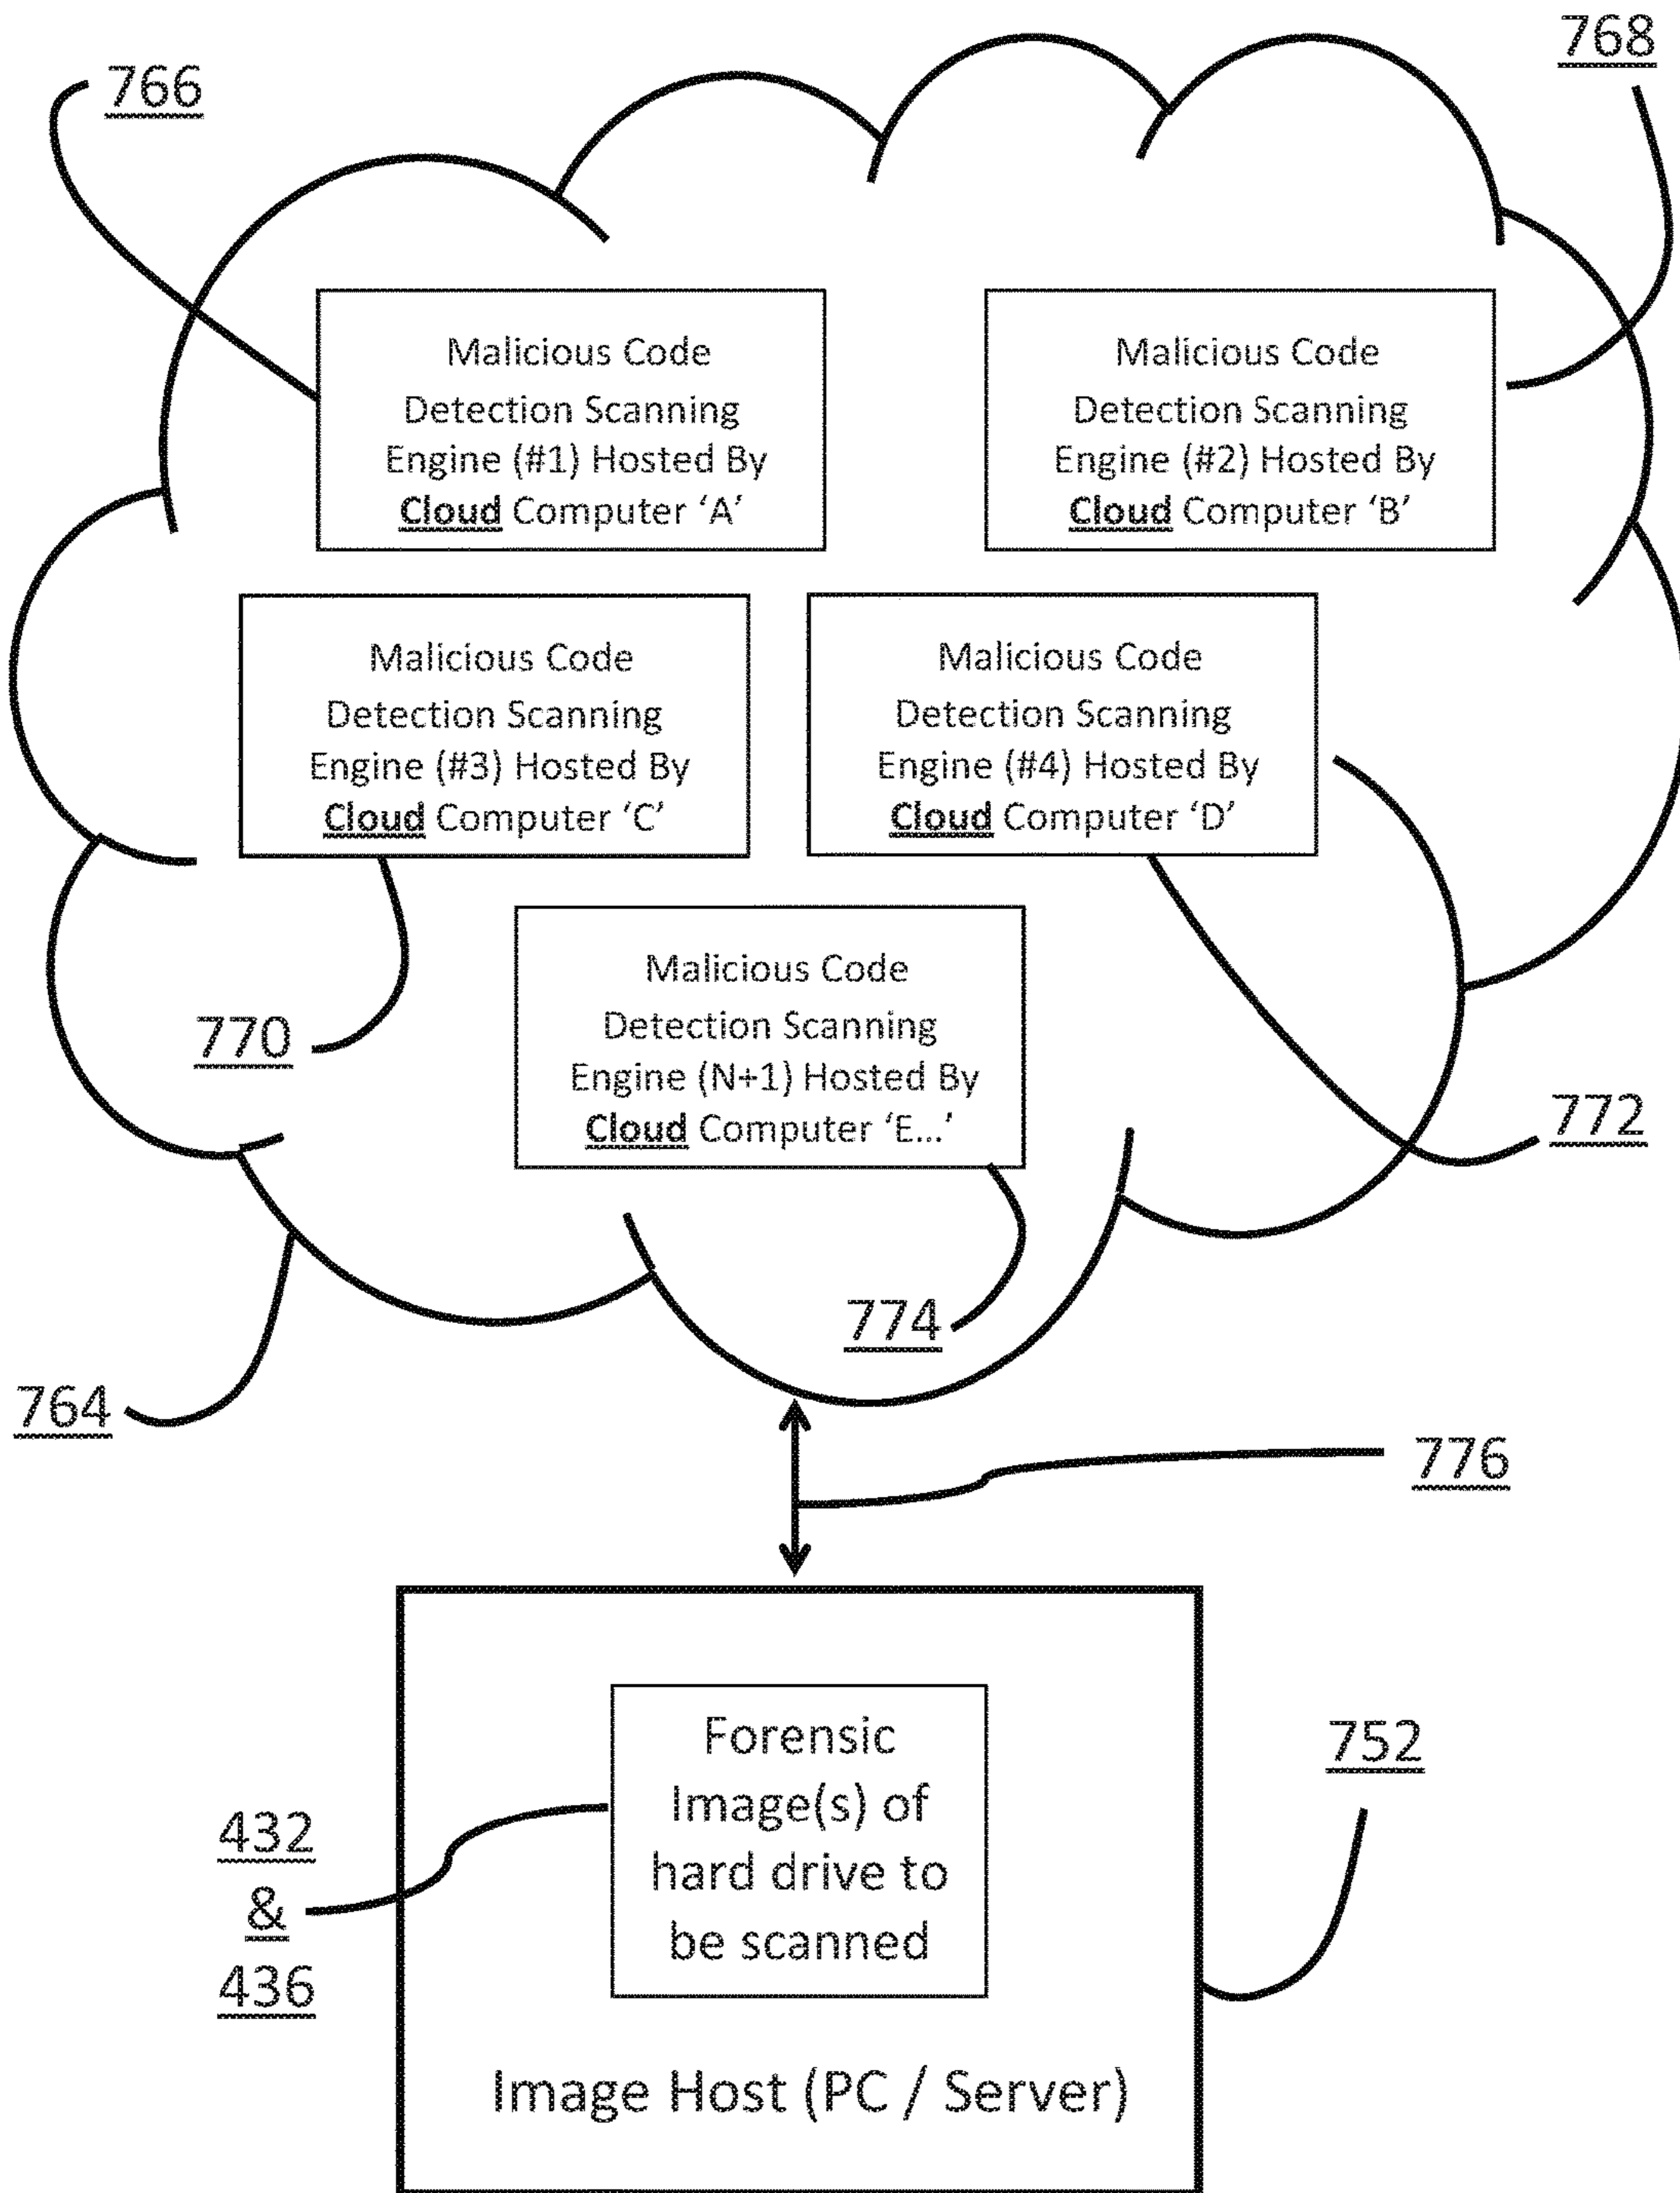 766
768
Malicious Code
Detection Scanning
Engine (#1) Hosted By
Cloud Computer ‘A’
Malicious Code
Detection Scanning
Engine (#2) Hosted By
Cloud Computer ‘B’
Malicious Code
Detection Scanning
Engine (#3) Hosted By
Cloud Computer ‘C’
Malicious Code
Detection Scanning
Engine (#4) Hosted By
Cloud Computer ‘D’
Malicious Code
Detection Scanning
Engine (N+1) Hosted By
Cloud Computer ‘E...’
770
772
774
764
776
Forensic
Image(s) of
hard drive to
be scanned
752
432
&
436
Image Host (PC / Server)